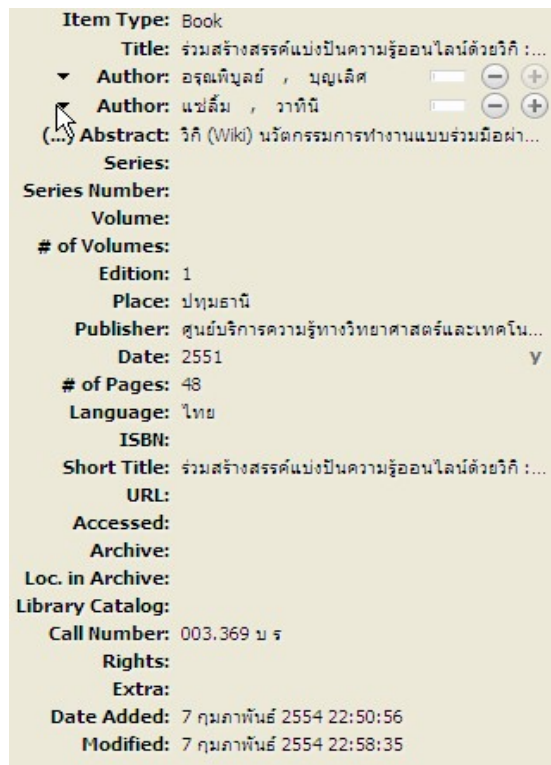 Item Type: Book
Title: ร่วมสร้างสรรค์แบ่งปันความรู้ออนไลน์ด้วยวิกิ :...
Author: อรุณพิบูลย์ , บุญเลิศ
Author: แซ่ลิ้ม , วาทินี
(...) Abstract: วิกิ (Wiki) นวัตกรรมการทำงานแบบร่วมมือผ่า...
Series:
Series Number:
Volume:
# of Volumes:
Edition: 1
Place: ปทุมธานี
Publisher: ศูนย์บริการความรู้ทางวิทยาศาสตร์และเทคโน...
Date: 2551 y
# of Pages: 48
Language: ไทย
ISBN:
Short Title: ร่วมสร้างสรรค์แบ่งปันความรู้ออนไลน์ด้วยวิกิ :...
URL:
Accessed:
Archive:
Loc. in Archive:
Library Catalog:
Call Number: 003.369 บ ร
Rights:
Extra:
Date Added: 7 กุมภาพันธ์ 2554 22:50:56
Modified: 7 กุมภาพันธ์ 2554 22:58:35